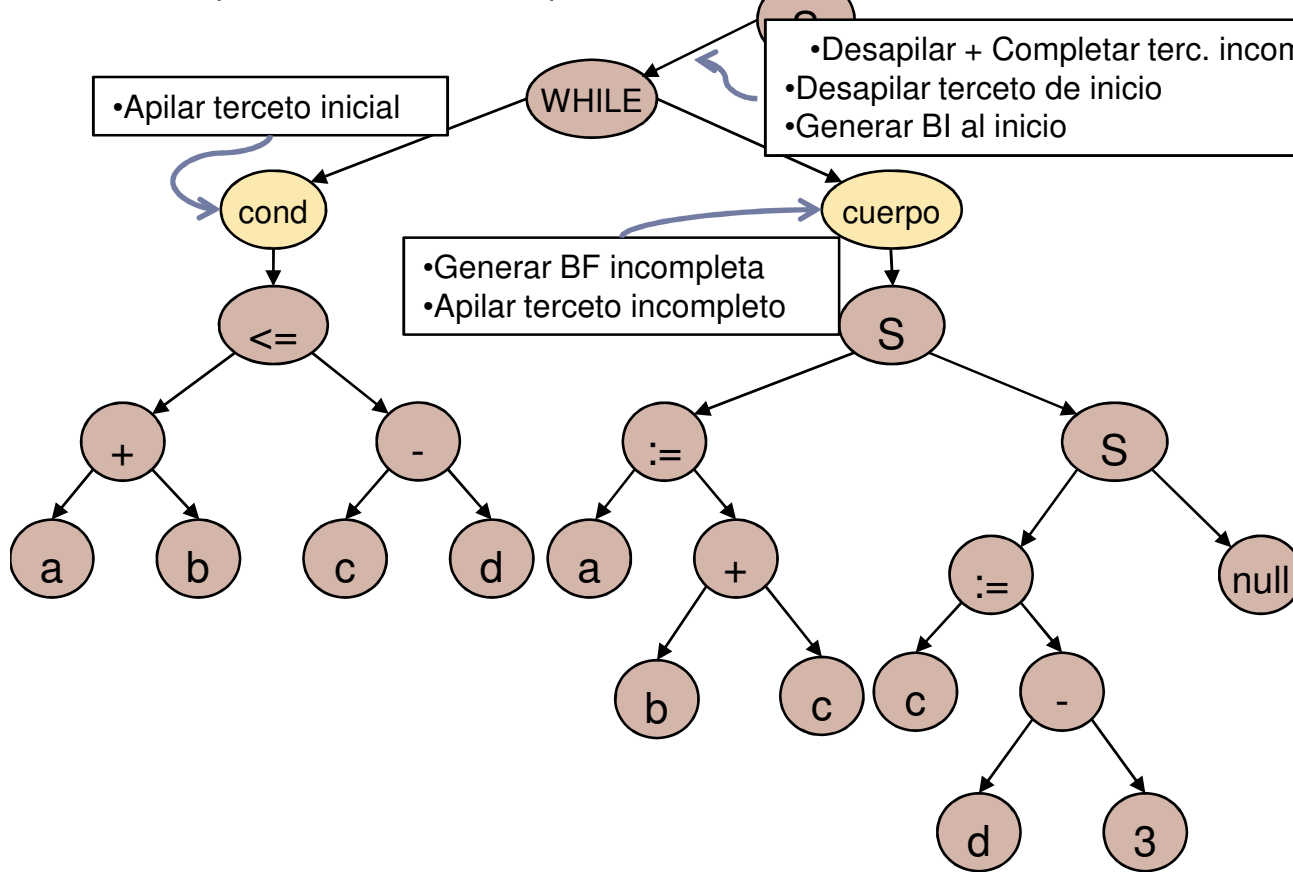 •Desapilar + Completar terc. incom
•Desapilar terceto de inicio
•Generar BI al inicio
WHILE
•Apilar terceto inicial
cond
cuerpo
•Generar BF incompleta
•Apilar terceto incompleto
<=
S
+
-
:=
S
a
b
c
d
a
+
:=
null
b
c
c
-
d
3